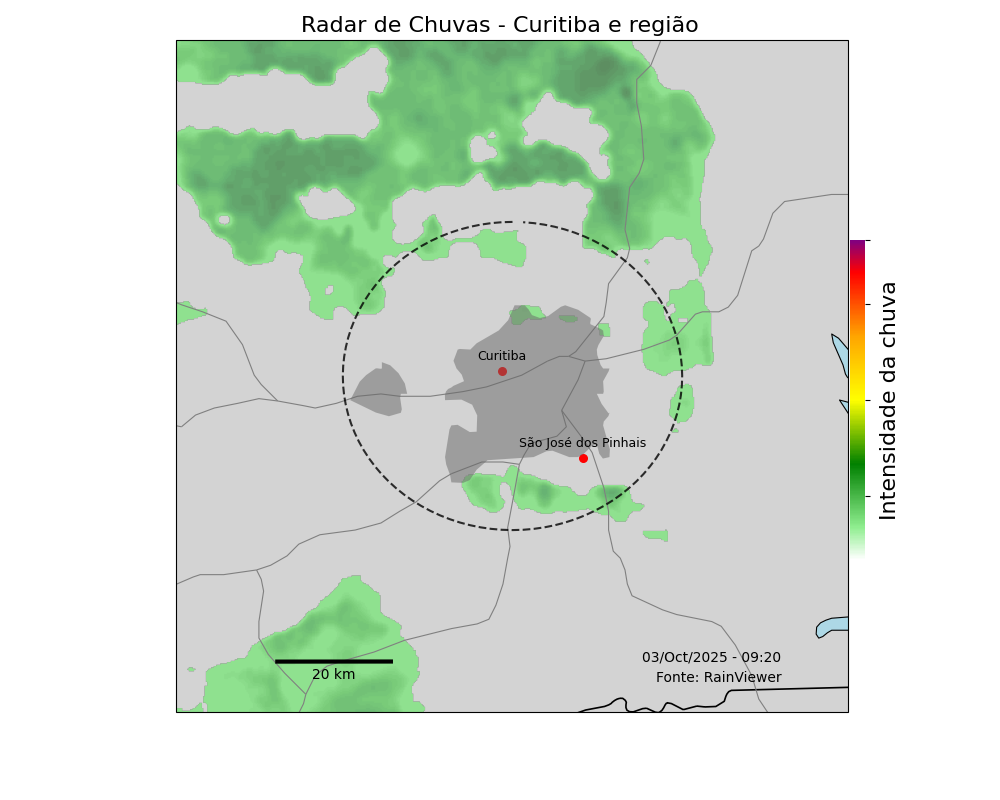 Radar de Chuvas - Curitiba e região
Curitiba
São José dos Pinhais
Intensidade da chuva
03/Oct/2025 - 09:20
Fonte: RainViewer
20 km